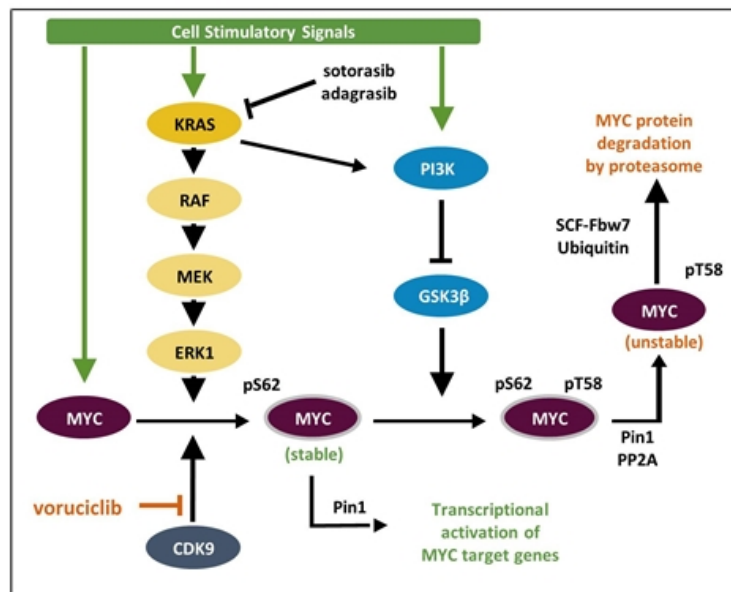 Cell Stimulatory Signals
sotorasib
adagrasib
KRAS
MYC protein
degradation
by proteasome
PI3K
RAF
SCF-Fbw7
Ubiquitin
pT58
MEK
GSK3β
MYC
(unstable)
ERK1
pS62
pS62
pT58
MYC
MYC
MYC
(stable)
Pin1
PP2A
voruciclib
Pin1
Transcriptional
activation of
MYC target genes
CDK9